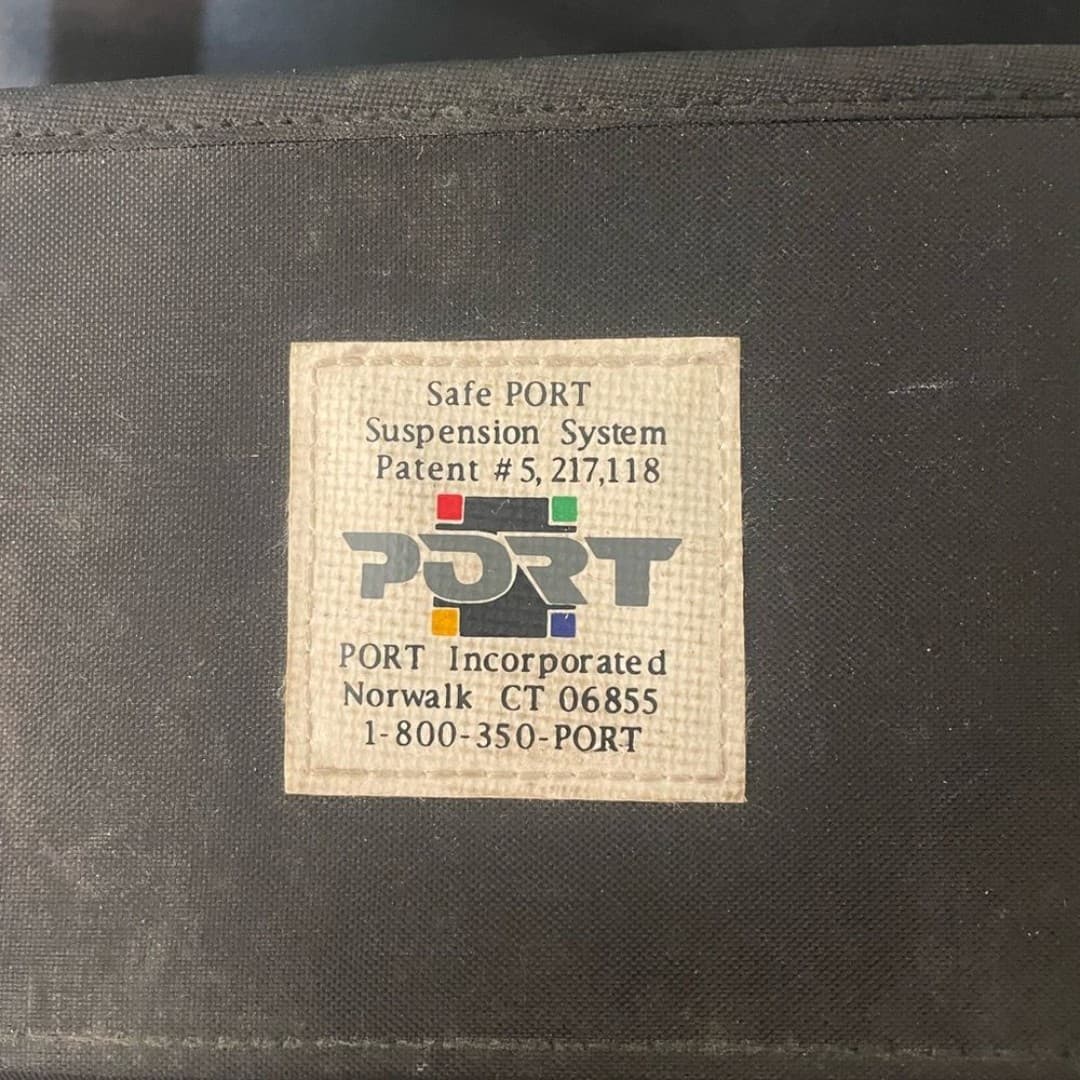 Safe PORT
Suspension System
Patent # 5, 217,118
PORT
PORT Incorporated
Norwalk CT 06855
1-800-350-PORT